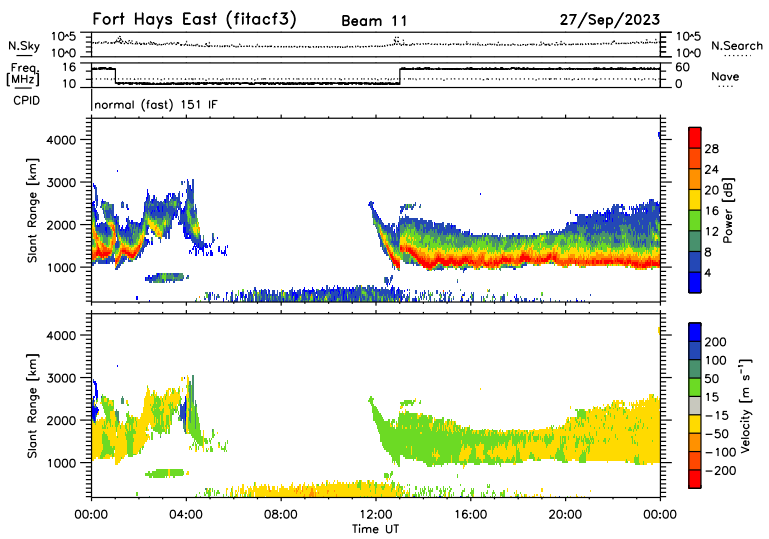 Fort Hays East (fitacf3) Beam 11 27/Sep/2023
N.Sky 10^5 10^0 10^5 10^0 N.Search
Freq. [MHz] 16 10 60 0 Nave
CPID normal (fast) 151 IF
Slant Range [km] 4000 3000 2000 1000
Power [dB] 28 24 20 16 12 8 4
Slant Range [km] 4000 3000 2000 1000
Velocity [m s⁻¹] 200 100 50 15 -15 -50 -100 -200
00:00 04:00 08:00 12:00 16:00 20:00 00:00
Time UT